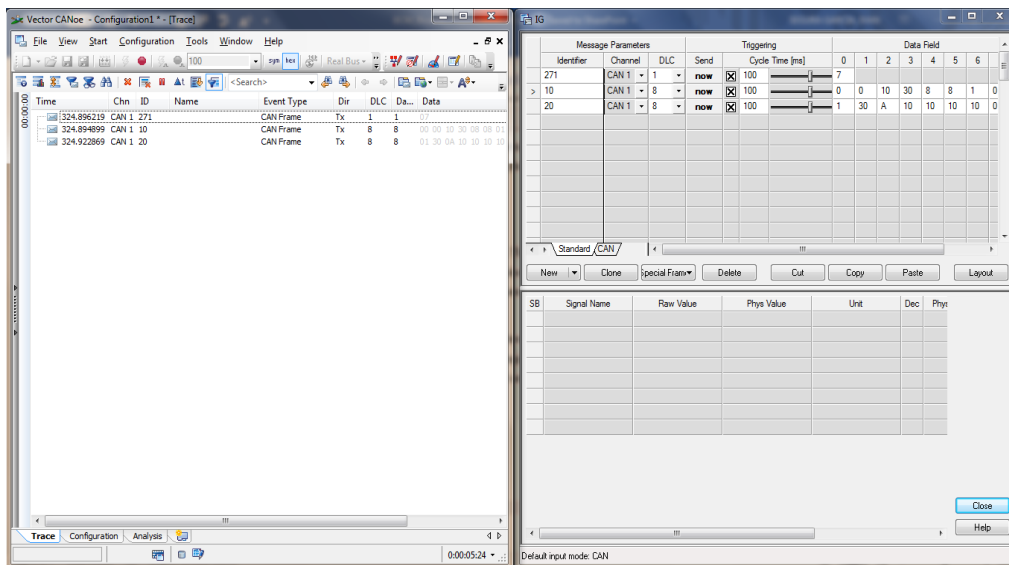 Vector CANoe - Configuration1 * - [Trace]
File View Start Configuration Tools Window Help
100 sym hex Real Bus
<Search>
Time Chn ID Name Event Type Dir DLC Da... Data
00:00:00
324.896219 CAN 1 271 CAN Frame Tx 1 1 07
324.894899 CAN 1 10 CAN Frame Tx 8 8 00 00 10 30 08 08 01
324.922869 CAN 1 20 CAN Frame Tx 8 8 01 30 0A 10 10 10 10
Trace Configuration Analysis
0:00:05:24
IG
Message Parameters Triggering Data Field
Identifier Channel DLC Send Cycle Time [ms] 0 1 2 3 4 5 6
271 CAN 1 1 now 100 7
10 CAN 1 8 now 100 0 0 10 30 8 8 1 0
20 CAN 1 8 now 100 1 30 A 10 10 10 10 0
Standard CAN
New Clone Special Fram Delete Cut Copy Paste Layout
SB Signal Name Raw Value Phys Value Unit Dec Phys
Close
Help
Default input mode: CAN